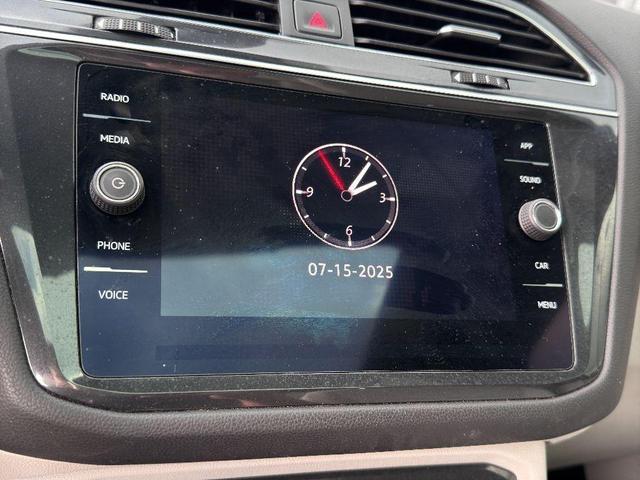 RADIO
MEDIA
PHONE
VOICE
12
3
6
9
07-15-2025
APP
SOUND
CAR
MENU